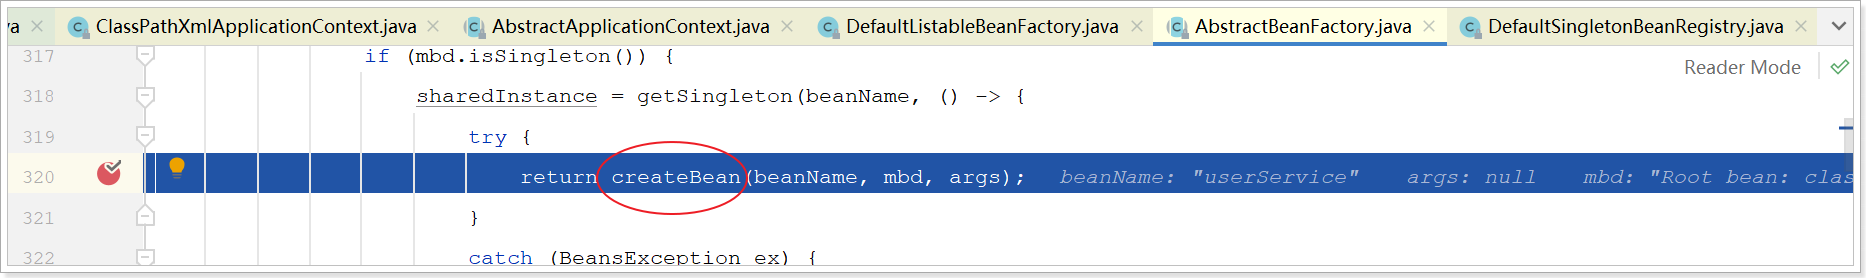 va ClassPathXmlApplicationContext.java AbstractApplicationContext.java DefaultListableBeanFactory.java AbstractBeanFactory.java DefaultSingletonBeanRegistry.java
317 if (mbd.isSingleton()) {
Reader Mode
318 sharedInstance = getSingleton(beanName, () -> {
319 try {
320 return createBean(beanName, mbd, args); beanName: "userService" args: null mbd: "Root bean: clas
321 }
322 catch (BeansException ex) {